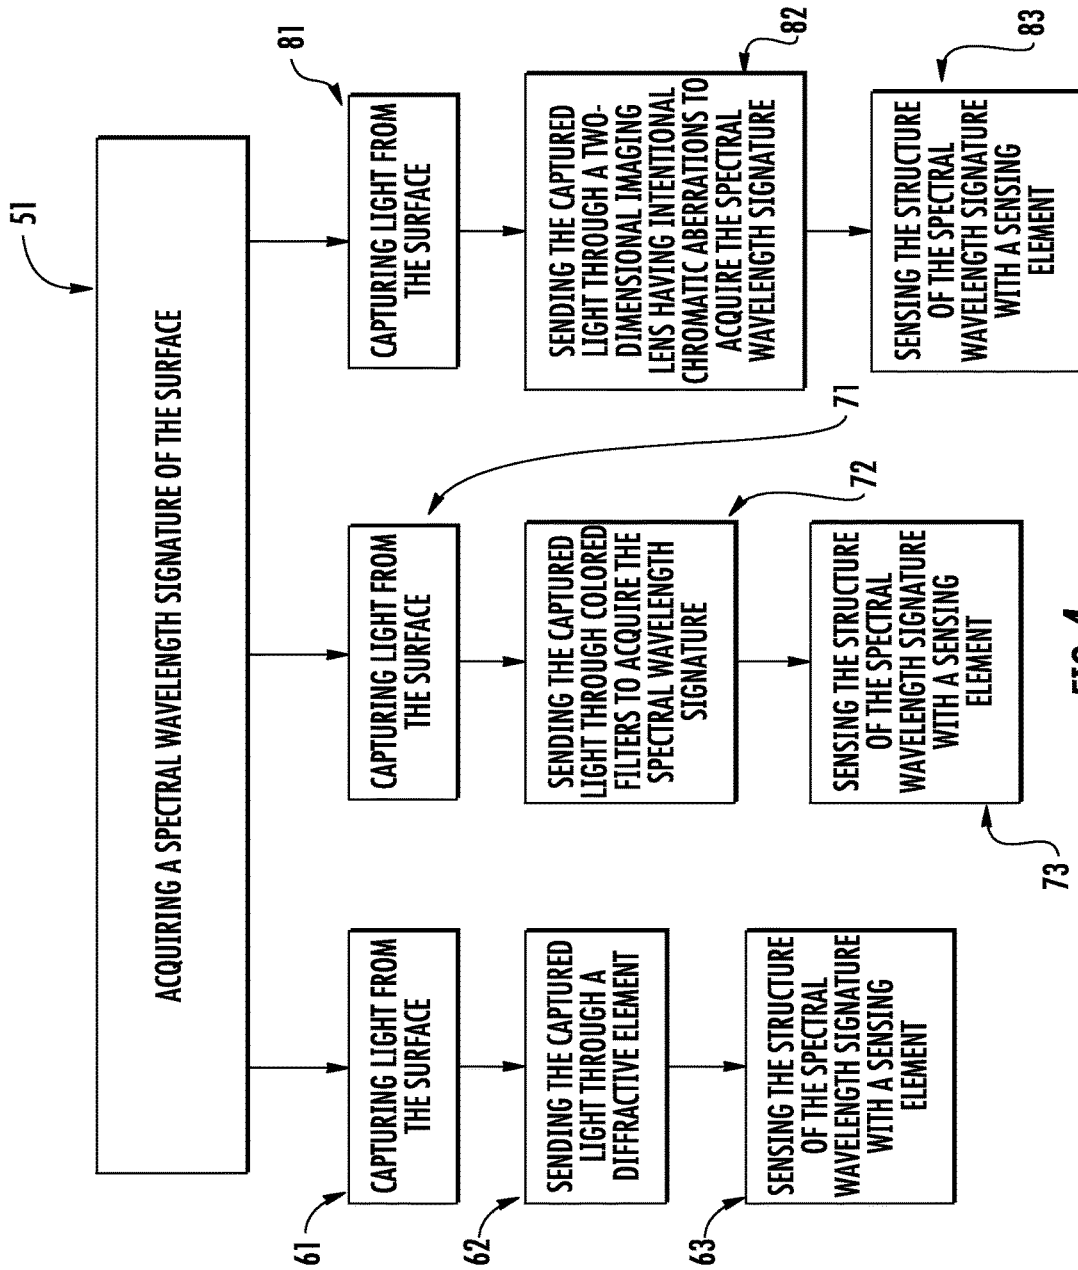 51
ACQUIRING A SPECTRAL WAVELENGTH SIGNATURE OF THE SURFACE
61
CAPTURING LIGHT FROM
THE SURFACE
62
SENDING THE CAPTURED
LIGHT THROUGH A
DIFFRACTIVE ELEMENT
63
SENSING THE STRUCTURE
OF THE SPECTRAL
WAVELENGTH SIGNATURE
WITH A SENSING
ELEMENT
71
CAPTURING LIGHT FROM
THE SURFACE
72
SENDING THE CAPTURED
LIGHT THROUGH COLORED
FILTERS TO ACQUIRE THE
SPECTRAL WAVELENGTH
SIGNATURE
73
SENSING THE STRUCTURE
OF THE SPECTRAL
WAVELENGTH SIGNATURE
WITH A SENSING
ELEMENT
81
CAPTURING LIGHT FROM
THE SURFACE
82
SENDING THE CAPTURED
LIGHT THROUGH A TWO-
DIMENSIONAL IMAGING
LENS HAVING INTENTIONAL
CHROMATIC ABERRATIONS TO
ACQUIRE THE SPECTRAL
WAVELENGTH SIGNATURE
83
SENSING THE STRUCTURE
OF THE SPECTRAL
WAVELENGTH SIGNATURE
WITH A SENSING
ELEMENT